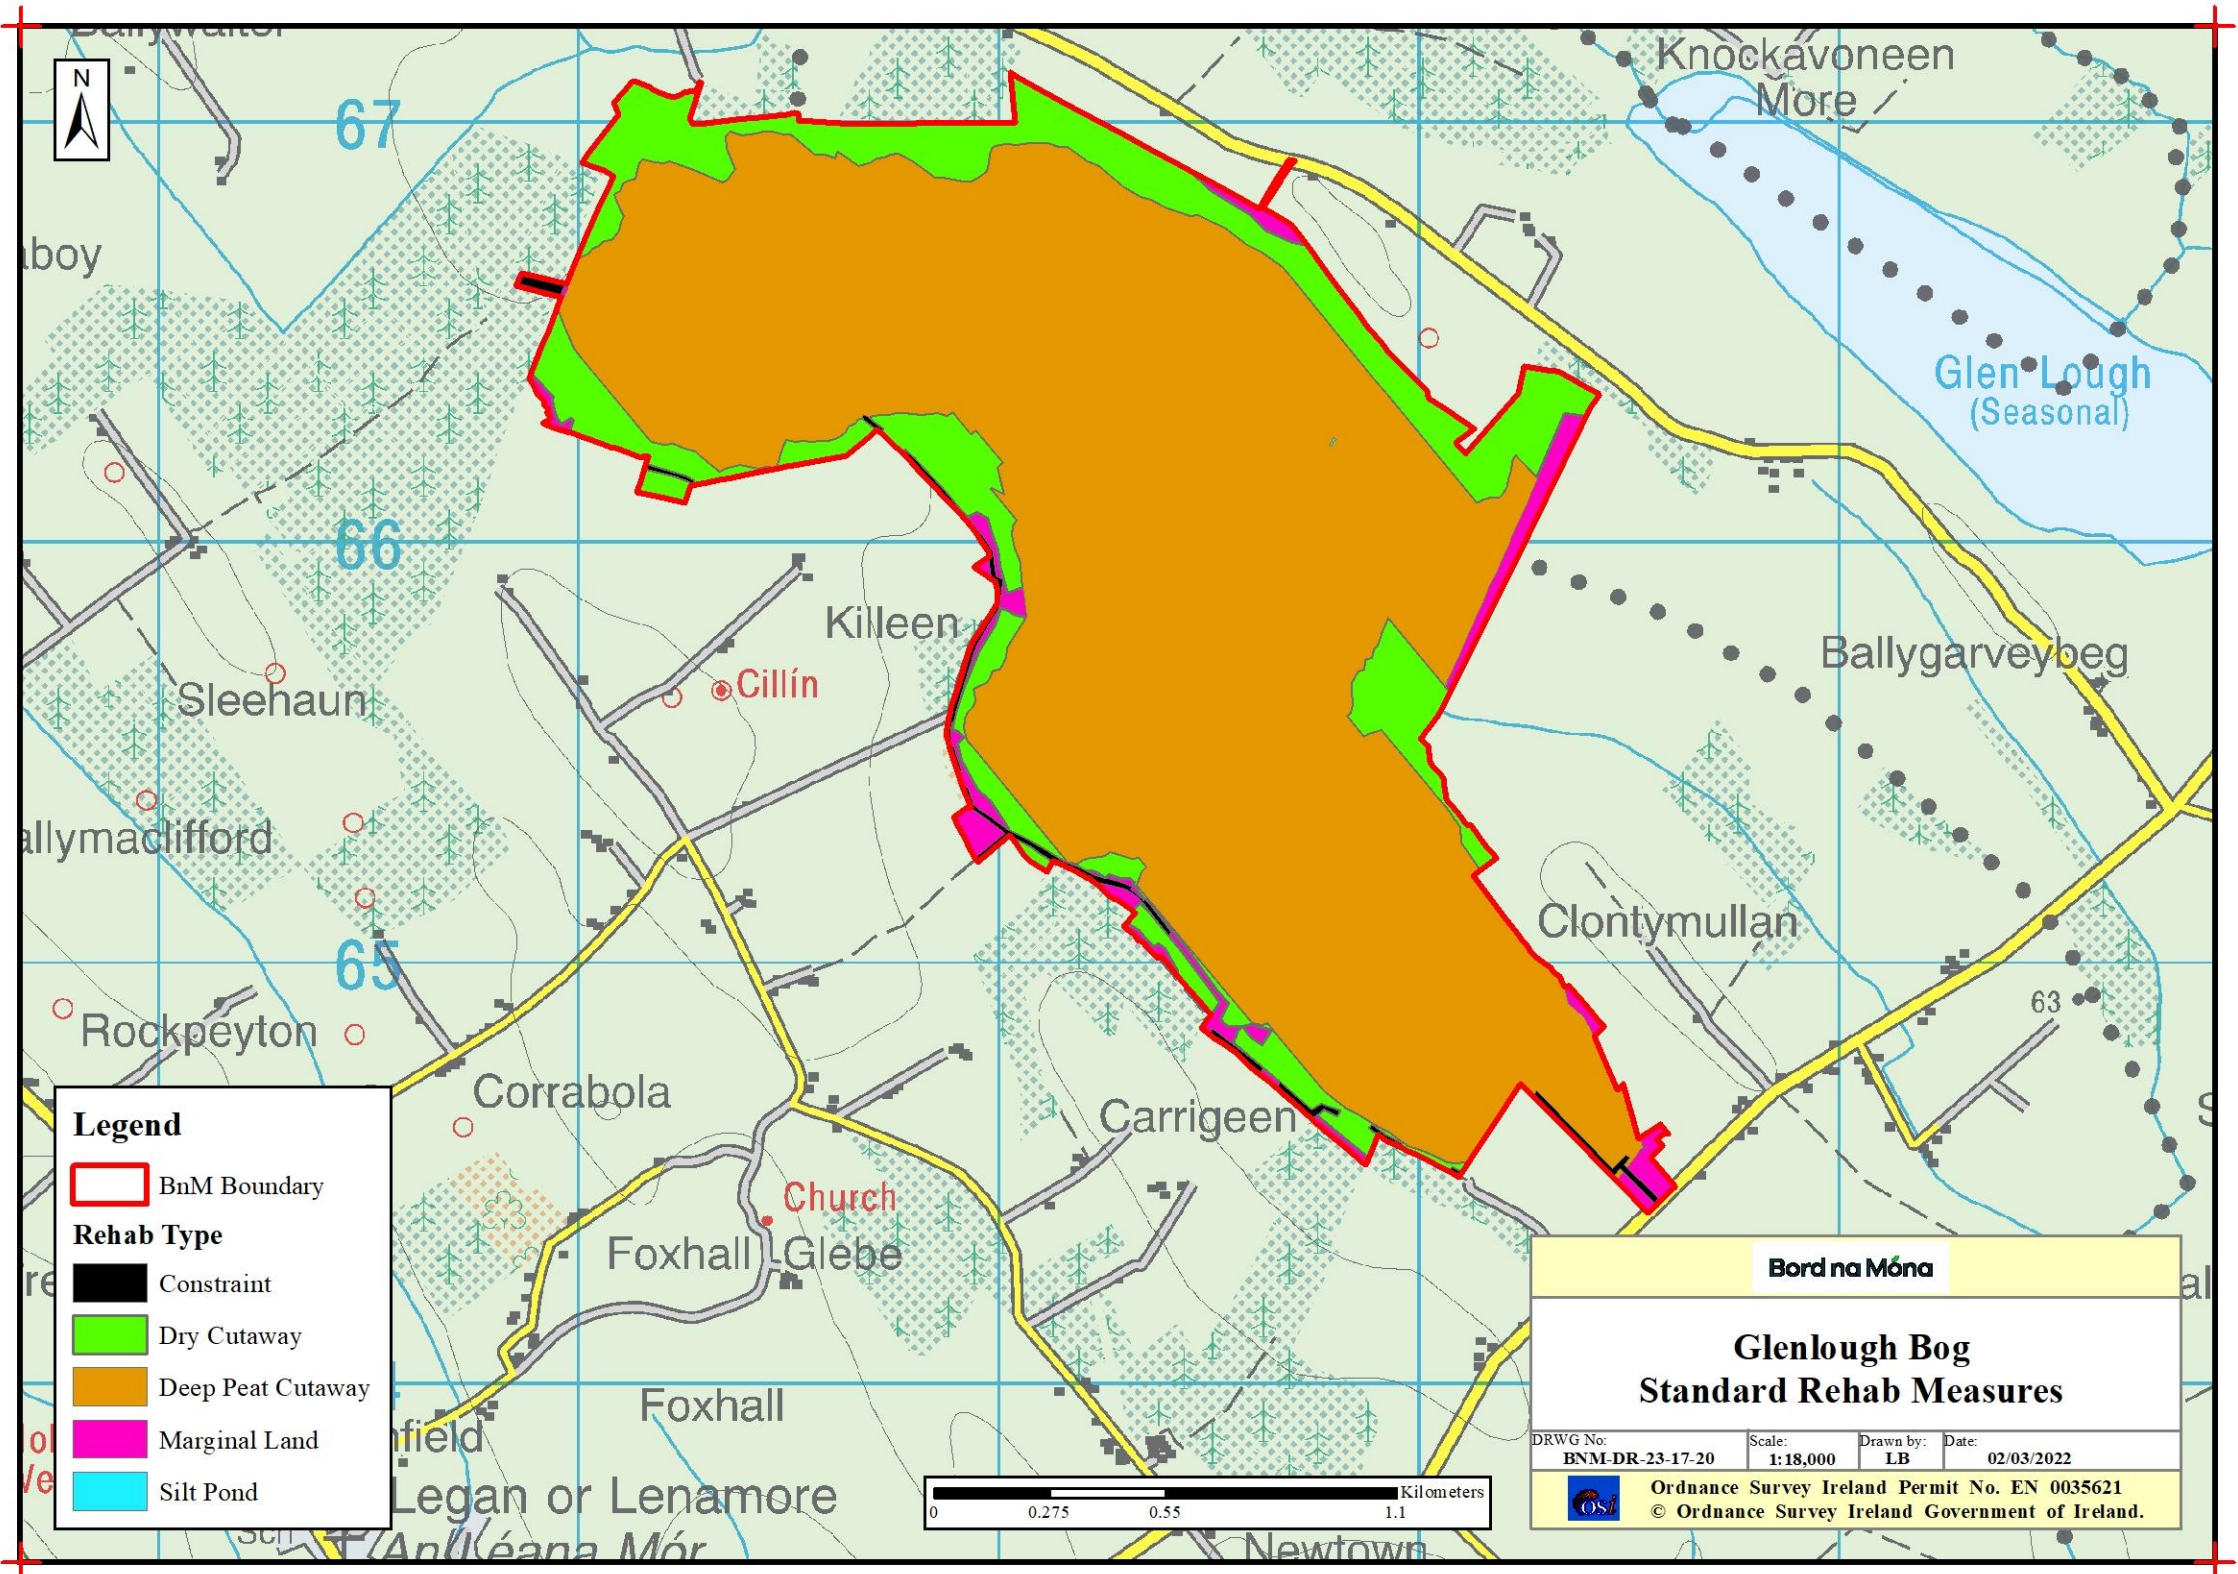 N
67
Knockavoneen
More
Glen Lough
(Seasonal)
66
Killeen
Cillín
Sleehaun
Ballygarveybeg
Clontymullan
65
63
Rockpeyton
Corrabola
Carrigeen
Church
Foxhall Glebe
Foxhall
Legan or Lenamore
An Léana Mór
Newtown
Legend
BnM Boundary
Rehab Type
Constraint
Dry Cutaway
Deep Peat Cutaway
Marginal Land
Silt Pond
Kilometers
0 0.275 0.55 1.1
Bord na Móna
Glenlough Bog
Standard Rehab Measures
DRWG No: Scale: Drawn by: Date:
BNM-DR-23-17-20 1:18,000 LB 02/03/2022
osi
Ordnance Survey Ireland Permit No. EN 0035621
© Ordnance Survey Ireland Government of Ireland.